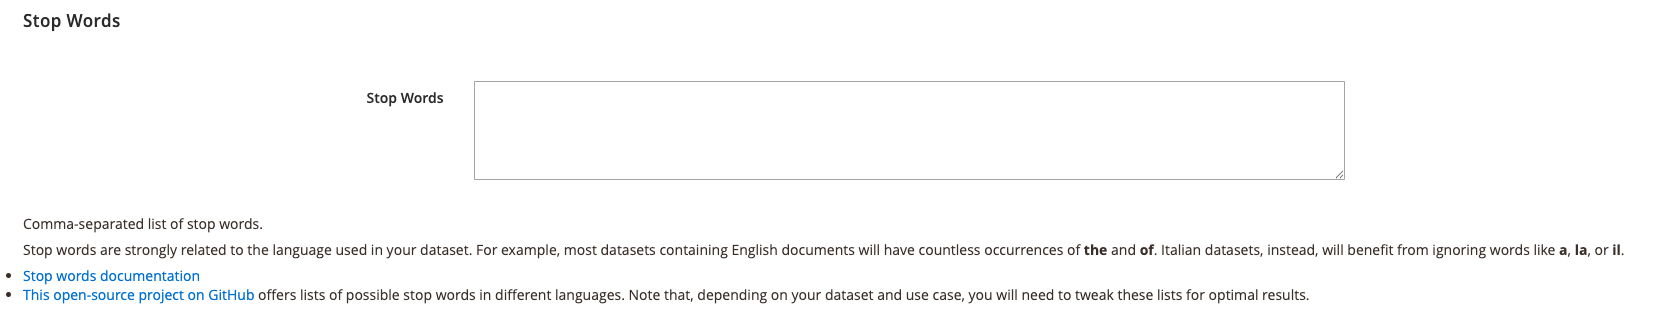 Stop Words
Stop Words
Comma-separated list of stop words.
Stop words are strongly related to the language used in your dataset. For example, most datasets containing English documents will have countless occurrences of the and of. Italian datasets, instead, will benefit from ignoring words like a, la, or il.
Stop words documentation
This open-source project on GitHub offers lists of possible stop words in different languages. Note that, depending on your dataset and use case, you will need to tweak these lists for optimal results.